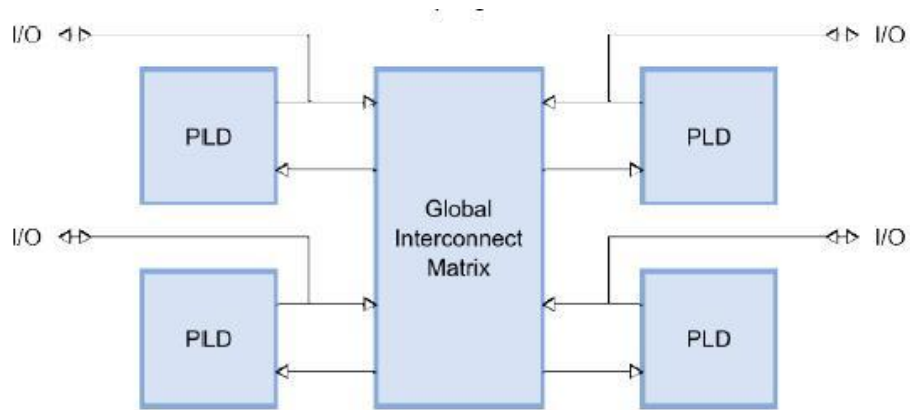 I/O
I/O
PLD
PLD
Global
Interconnect
Matrix
I/O
I/O
PLD
PLD